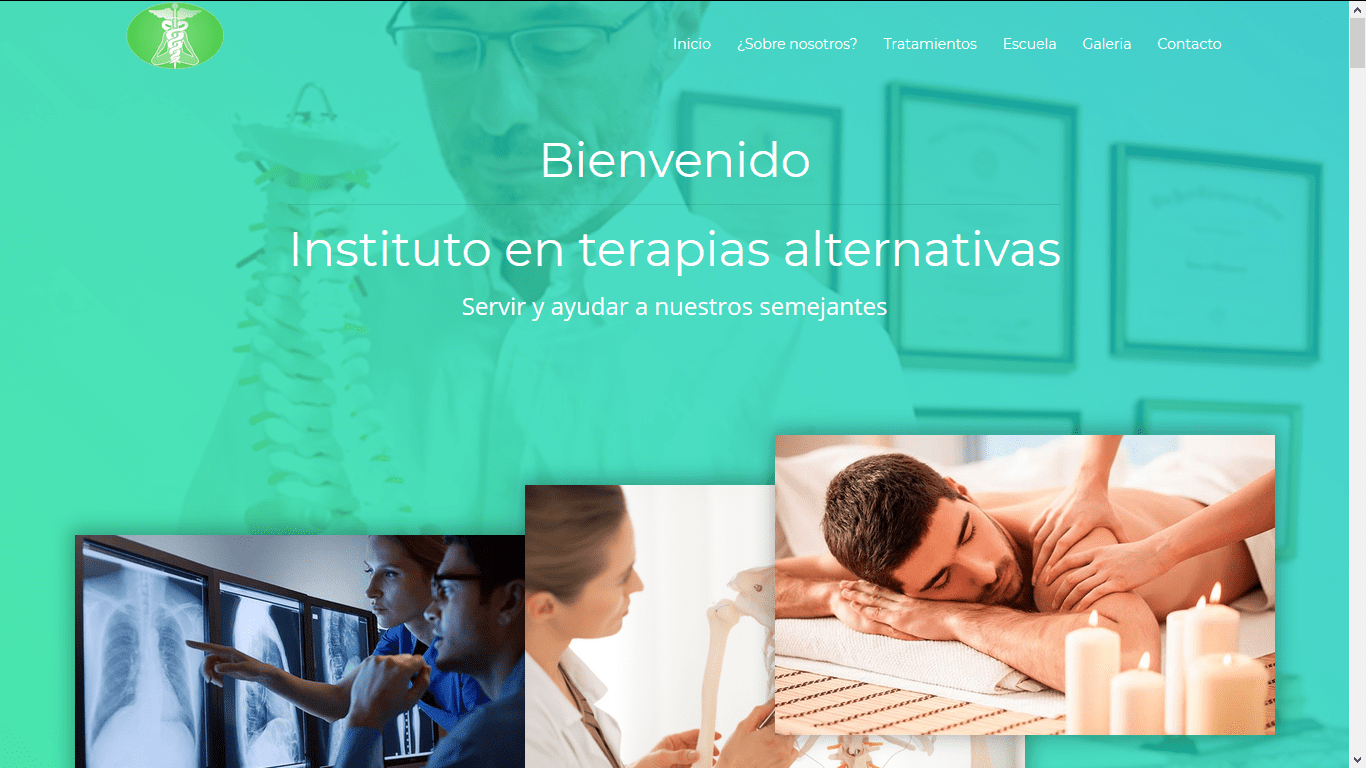 Inicio ¿Sobre nosotros? Tratamientos Escuela Galeria Contacto
Bienvenido
Instituto en terapias alternativas
Servir y ayudar a nuestros semejantes